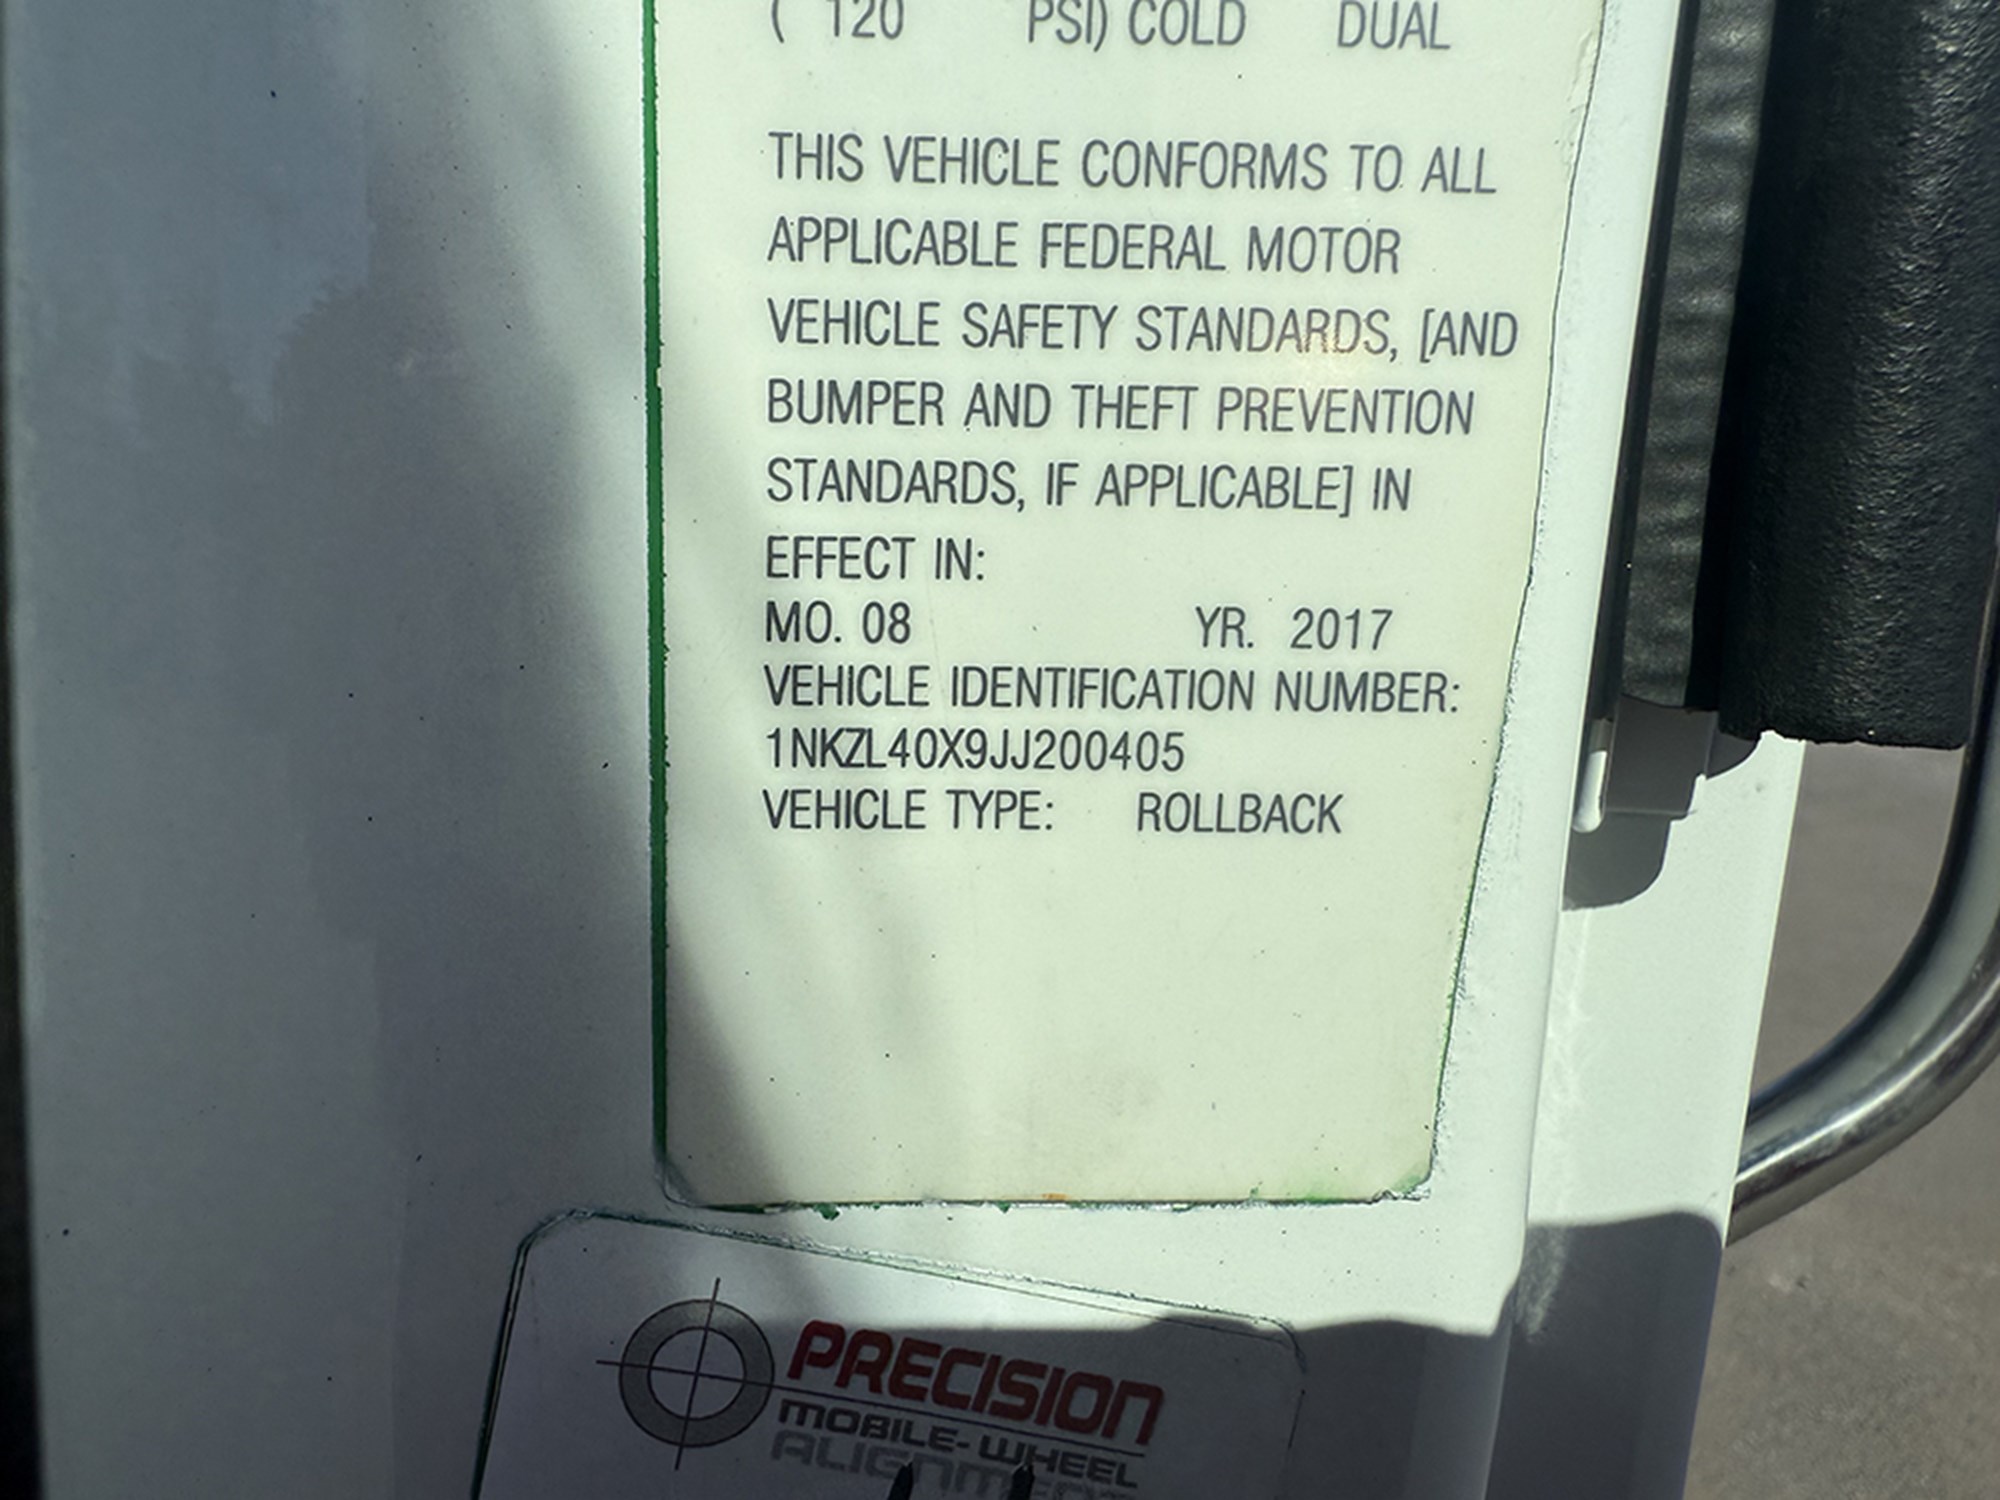 ( 120 PSI) COLD DUAL
THIS VEHICLE CONFORMS TO ALL
APPLICABLE FEDERAL MOTOR
VEHICLE SAFETY STANDARDS, [AND
BUMPER AND THEFT PREVENTION
STANDARDS, IF APPLICABLE] IN
EFFECT IN:
MO. 08 YR. 2017
VEHICLE IDENTIFICATION NUMBER:
1NKZL40X9JJ200405
VEHICLE TYPE: ROLLBACK
PRECISION
MOBILE-WHEEL